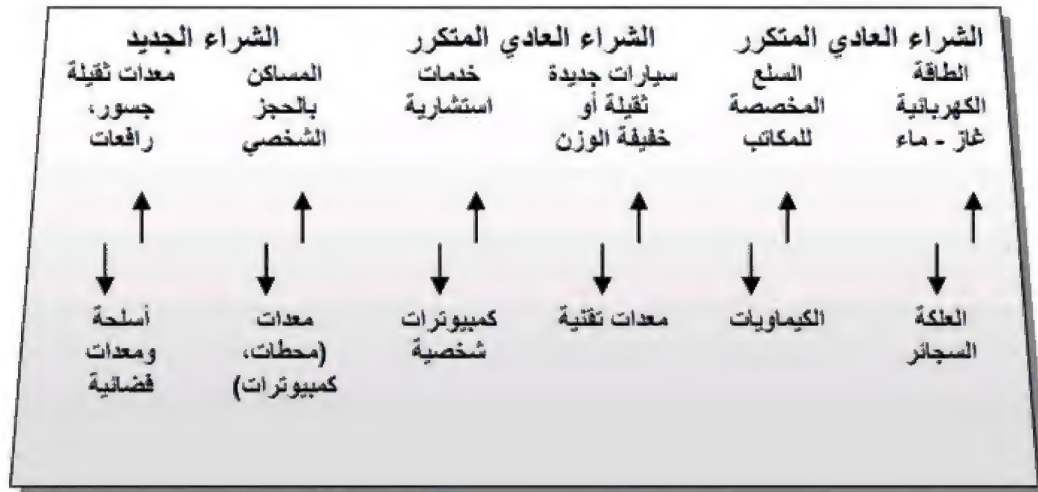 الشراء العادي المتكرر
الشراء العادي المتكرر
الشراء الجديد
الطاقة
الكهربائية
غاز - ماء
السلع
المخصصة
للمكاتب
سيارات جديدة
ثقيلة أو
خفيفة الوزن
خدمات
استشارية
المساكن
بالحجز
الشخصي
معدات ثقيلة
جسور،
رافعات
العلكة
السجائر
الكيماويات
معدات تقنية
كمبيوترات
شخصية
معدات
(محطات،
كمبيوترات)
أسلحة
ومعدات
فضائية